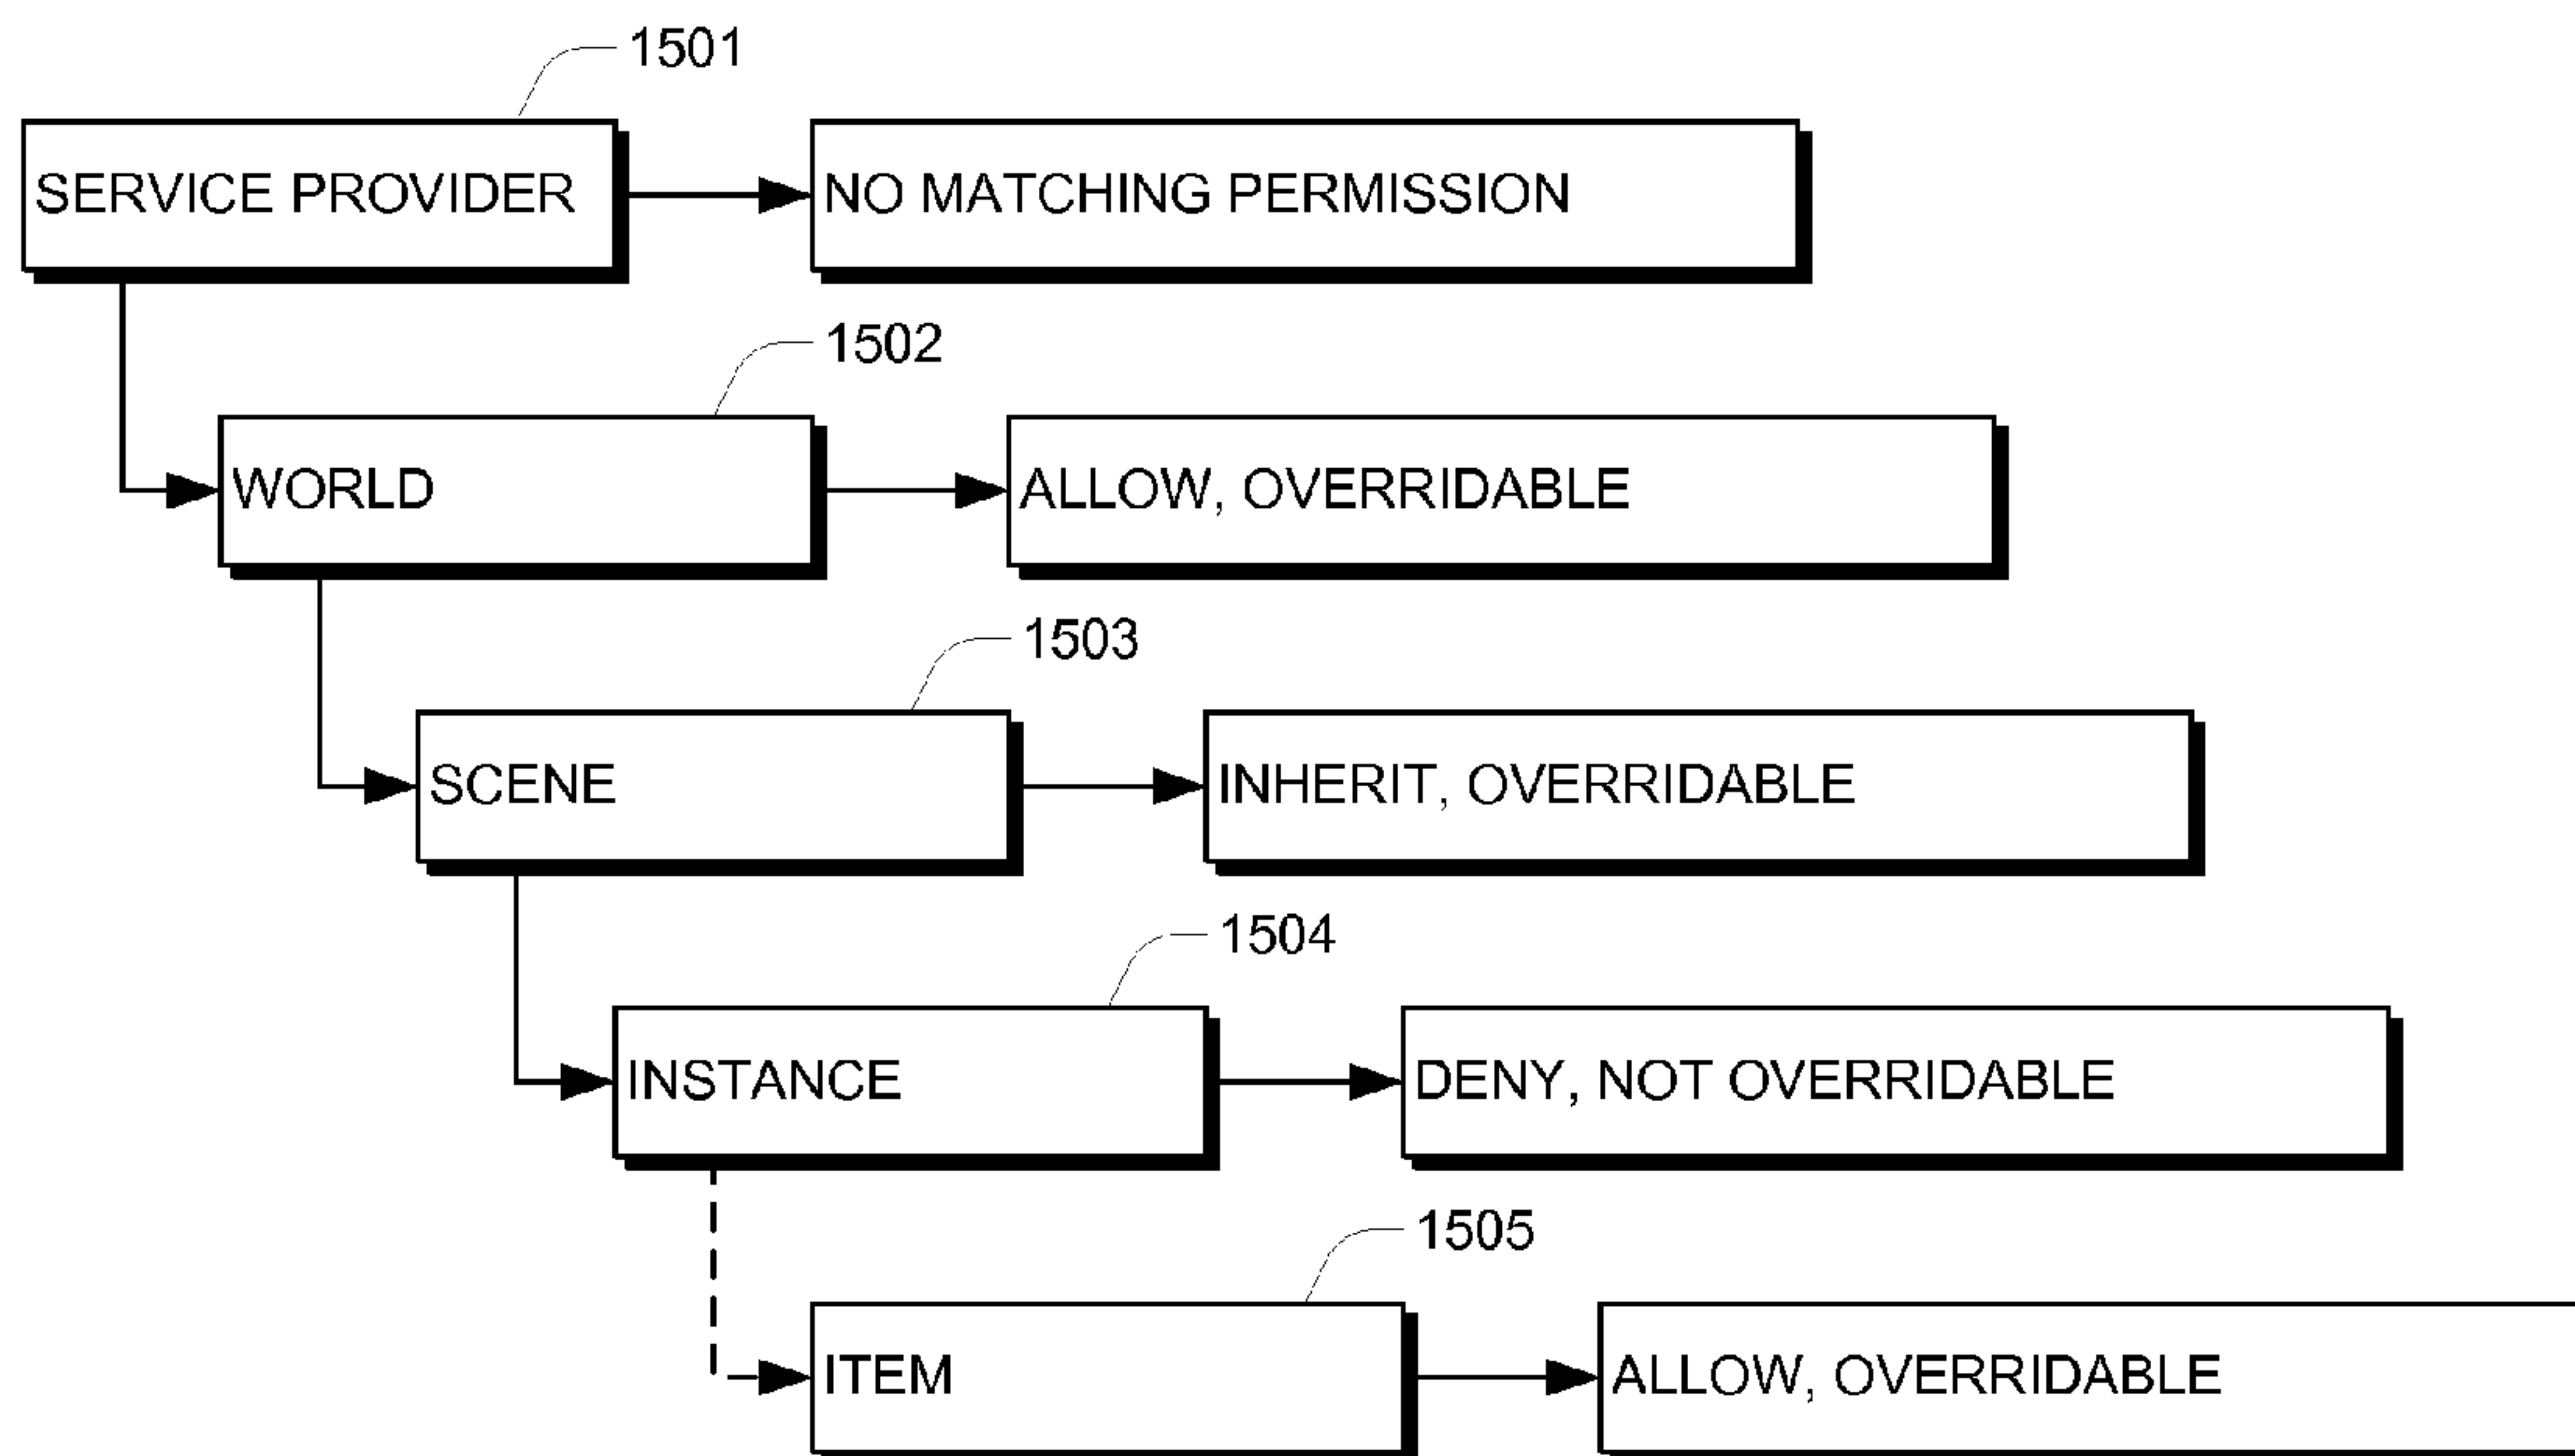 1501
SERVICE PROVIDER
NO MATCHING PERMISSION
1502
WORLD
ALLOW, OVERRIDABLE
1503
SCENE
INHERIT, OVERRIDABLE
1504
INSTANCE
DENY, NOT OVERRIDABLE
1505
ITEM
ALLOW, OVERRIDABLE